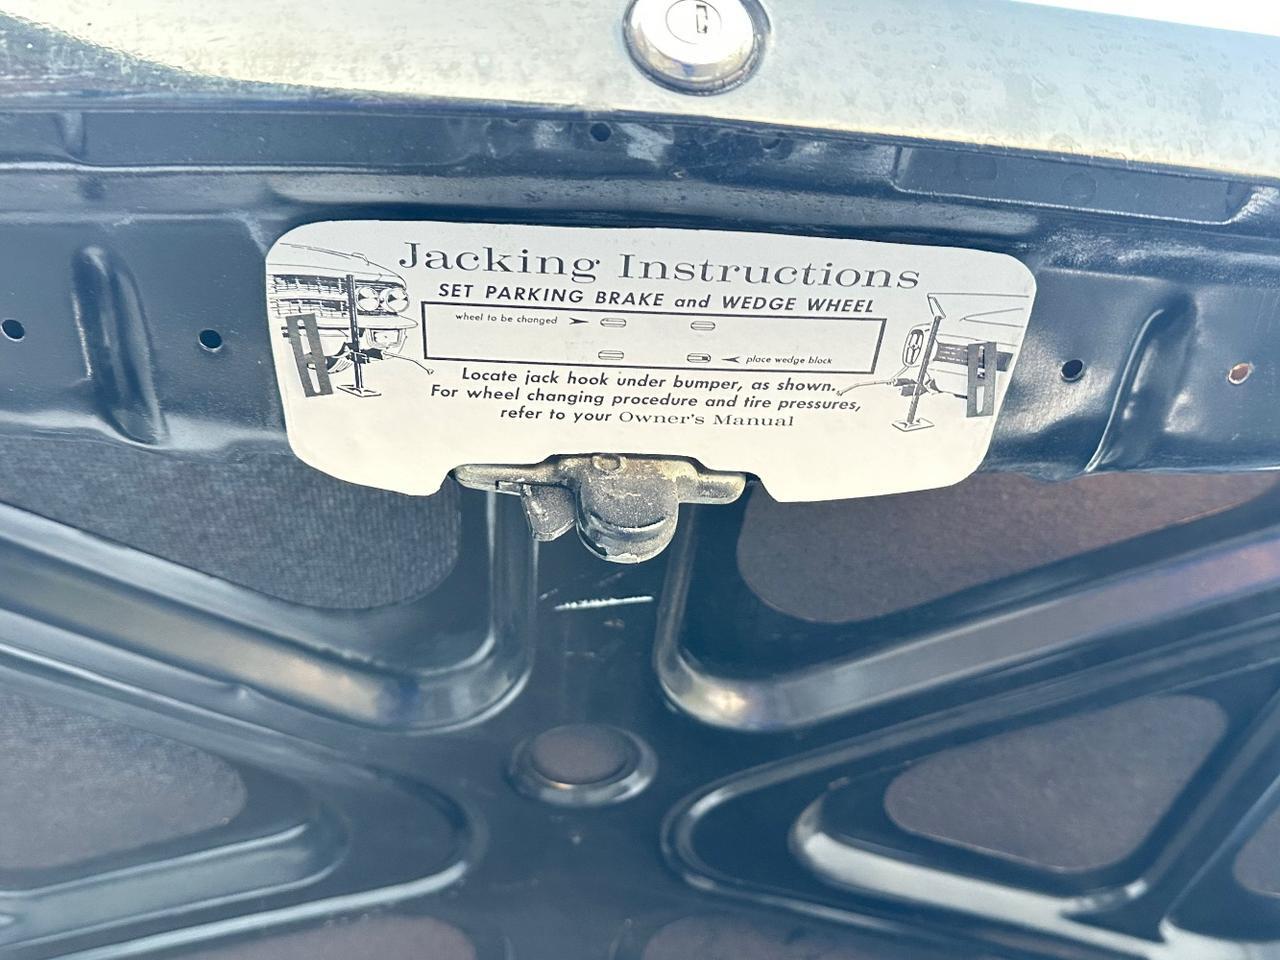 Jacking Instructions
SET PARKING BRAKE and WEDGE WHEEL
wheel to be changed
place wedge block
Locate jack hook under bumper, as shown.
For wheel changing procedure and tire pressures,
refer to your Owner's Manual